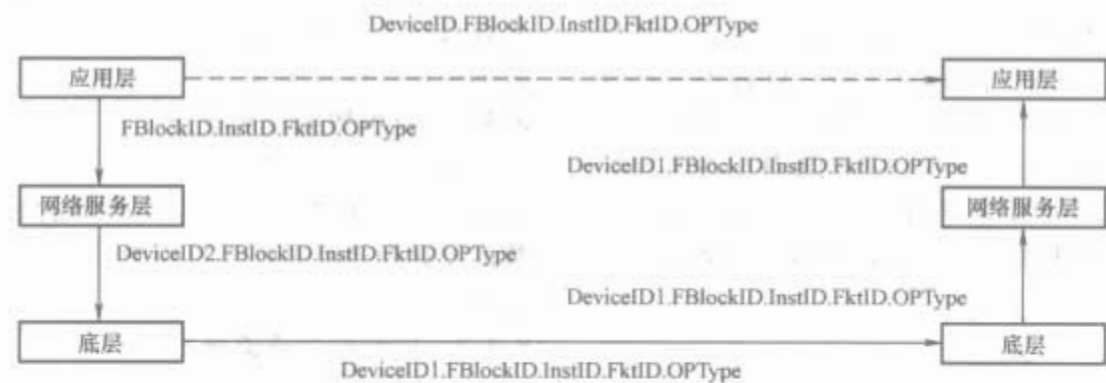 DeviceID.FBlockID.InstID.FktID.OPType
应用层
应用层
FBlockID.InstID.FktID.OPType
DeviceID1.FBlockID.InstID.FktID.OPType
网络服务层
网络服务层
DeviceID2.FBlockID.InstID.FktID.OPType
DeviceID1.FBlockID.InstID.FktID.OPType
底层
底层
DeviceID1.FBlockID.InstID.FktID.OPType